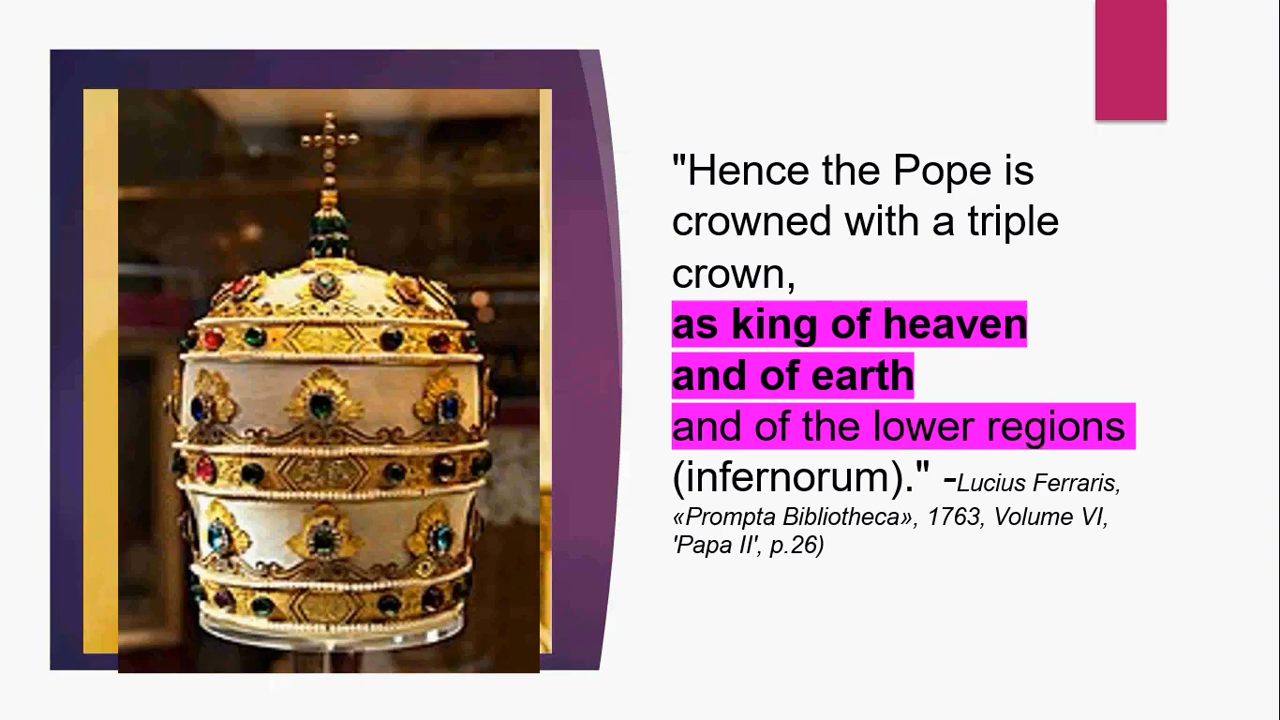 "Hence the Pope is
crowned with a triple
crown,
as king of heaven
and of earth
and of the lower regions
(infernorum)." -Lucius Ferraris,
«Prompta Bibliotheca», 1763, Volume VI,
'Papa II', p.26)